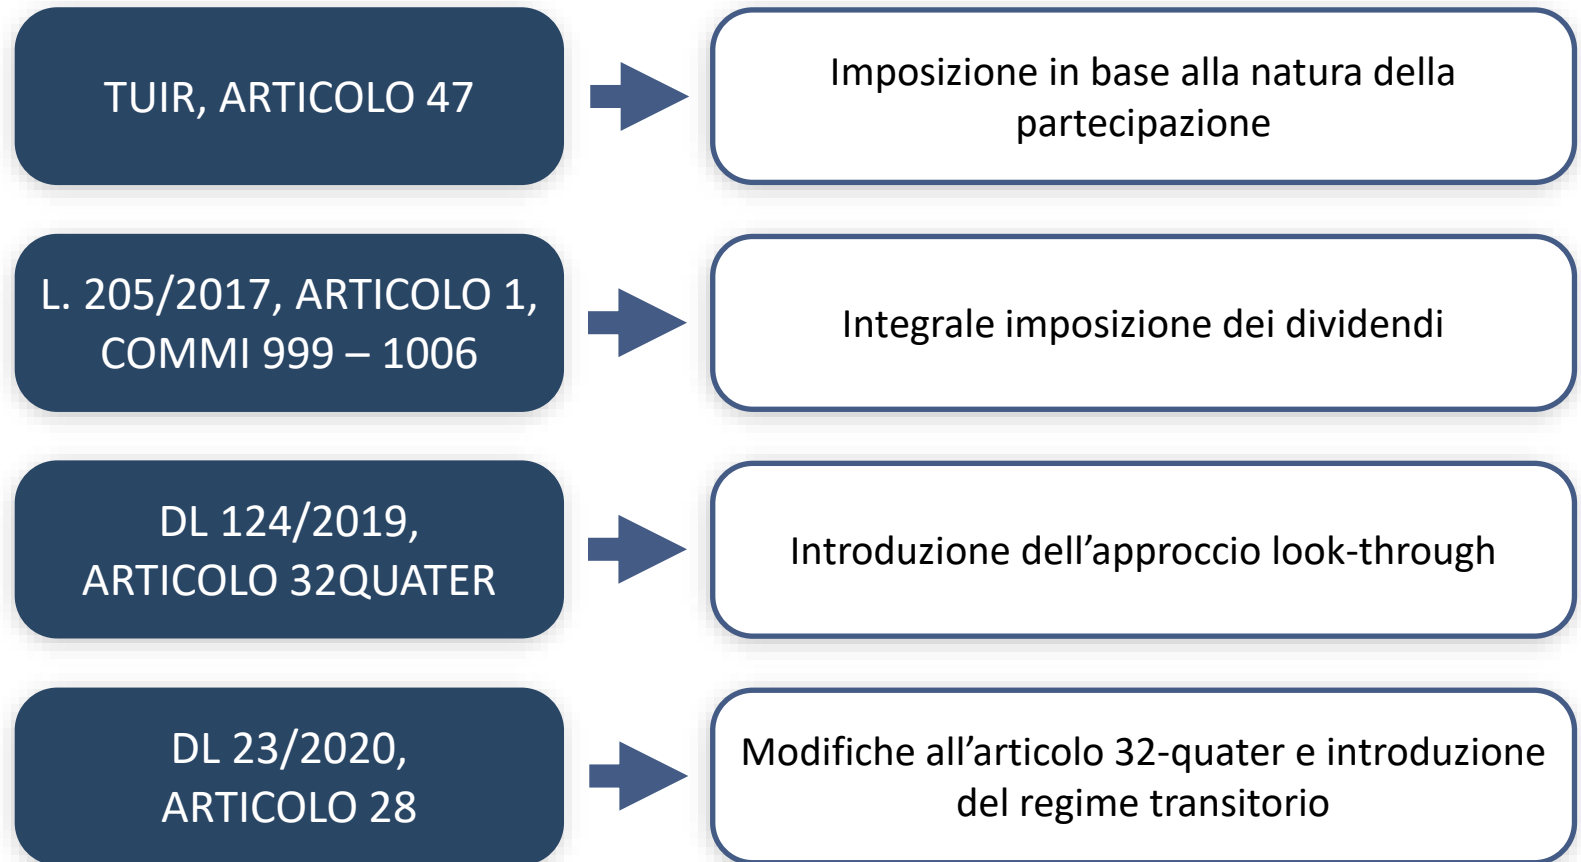 TUIR, ARTICOLO 47
Imposizione in base alla natura della
partecipazione
L. 205/2017, ARTICOLO 1,
COMMI 999 – 1006
Integrale imposizione dei dividendi
DL 124/2019,
ARTICOLO 32QUATER
Introduzione dell’approccio look-through
DL 23/2020,
ARTICOLO 28
Modifiche all’articolo 32-quater e introduzione
del regime transitorio